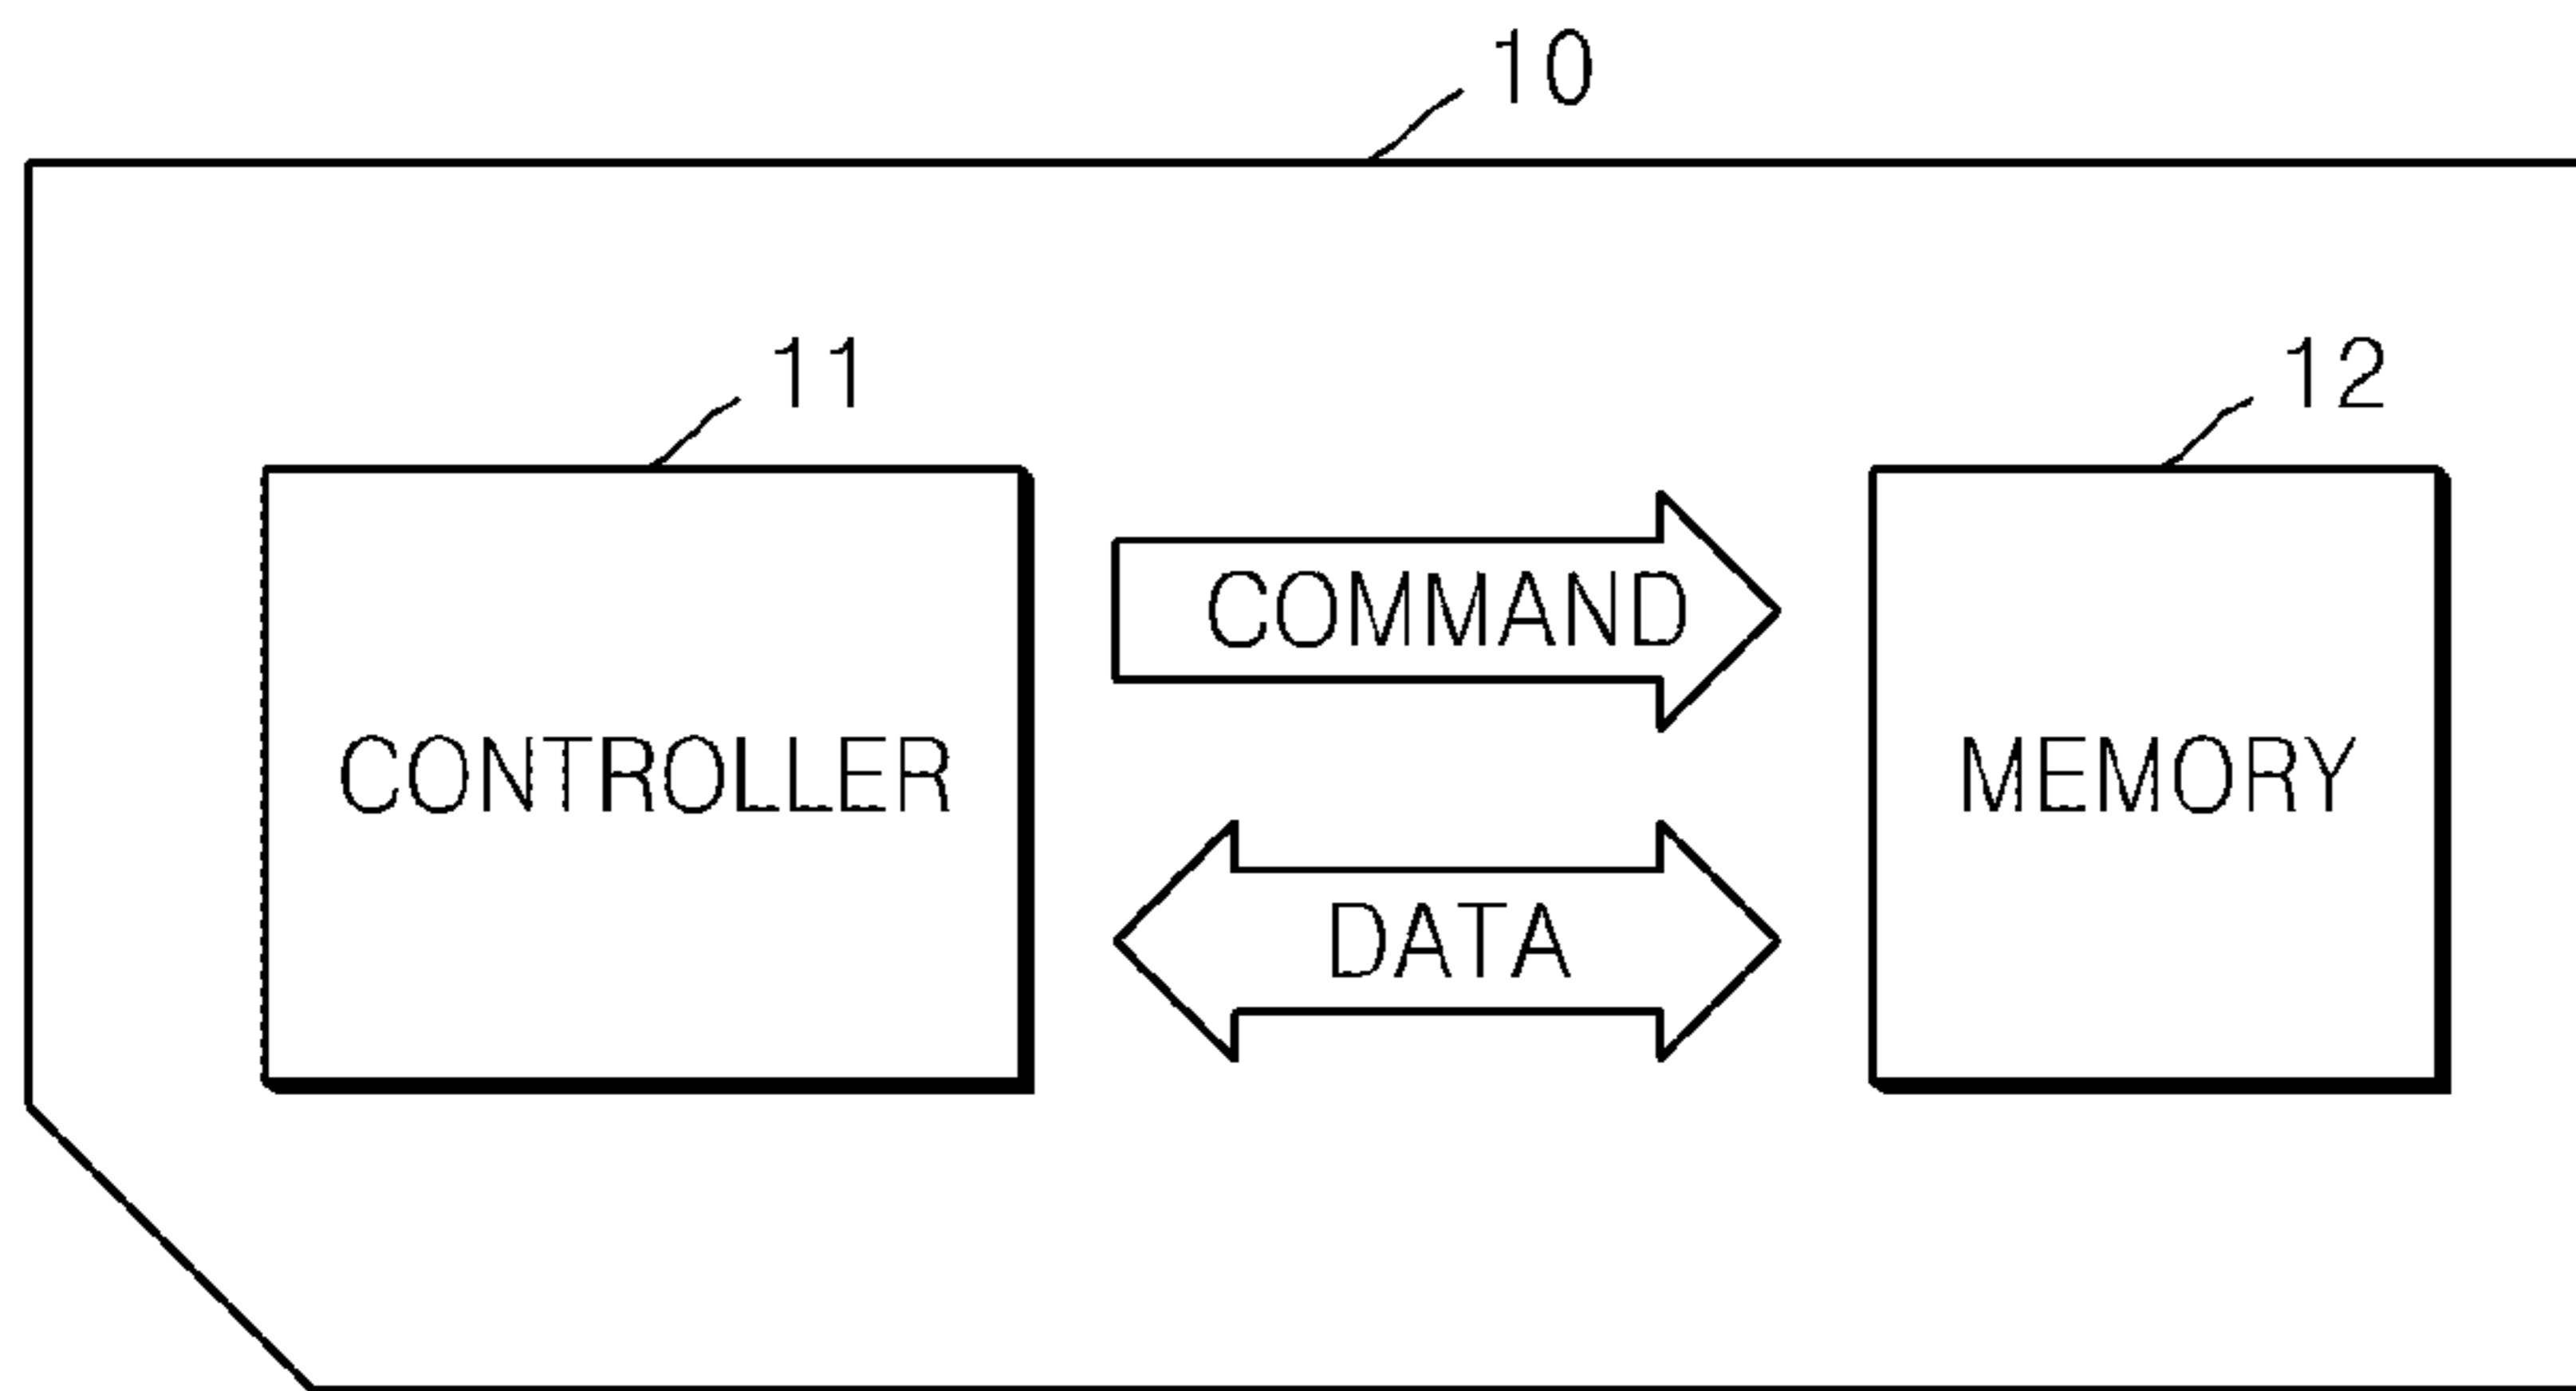 10
11
12
COMMAND
CONTROLLER
MEMORY
DATA